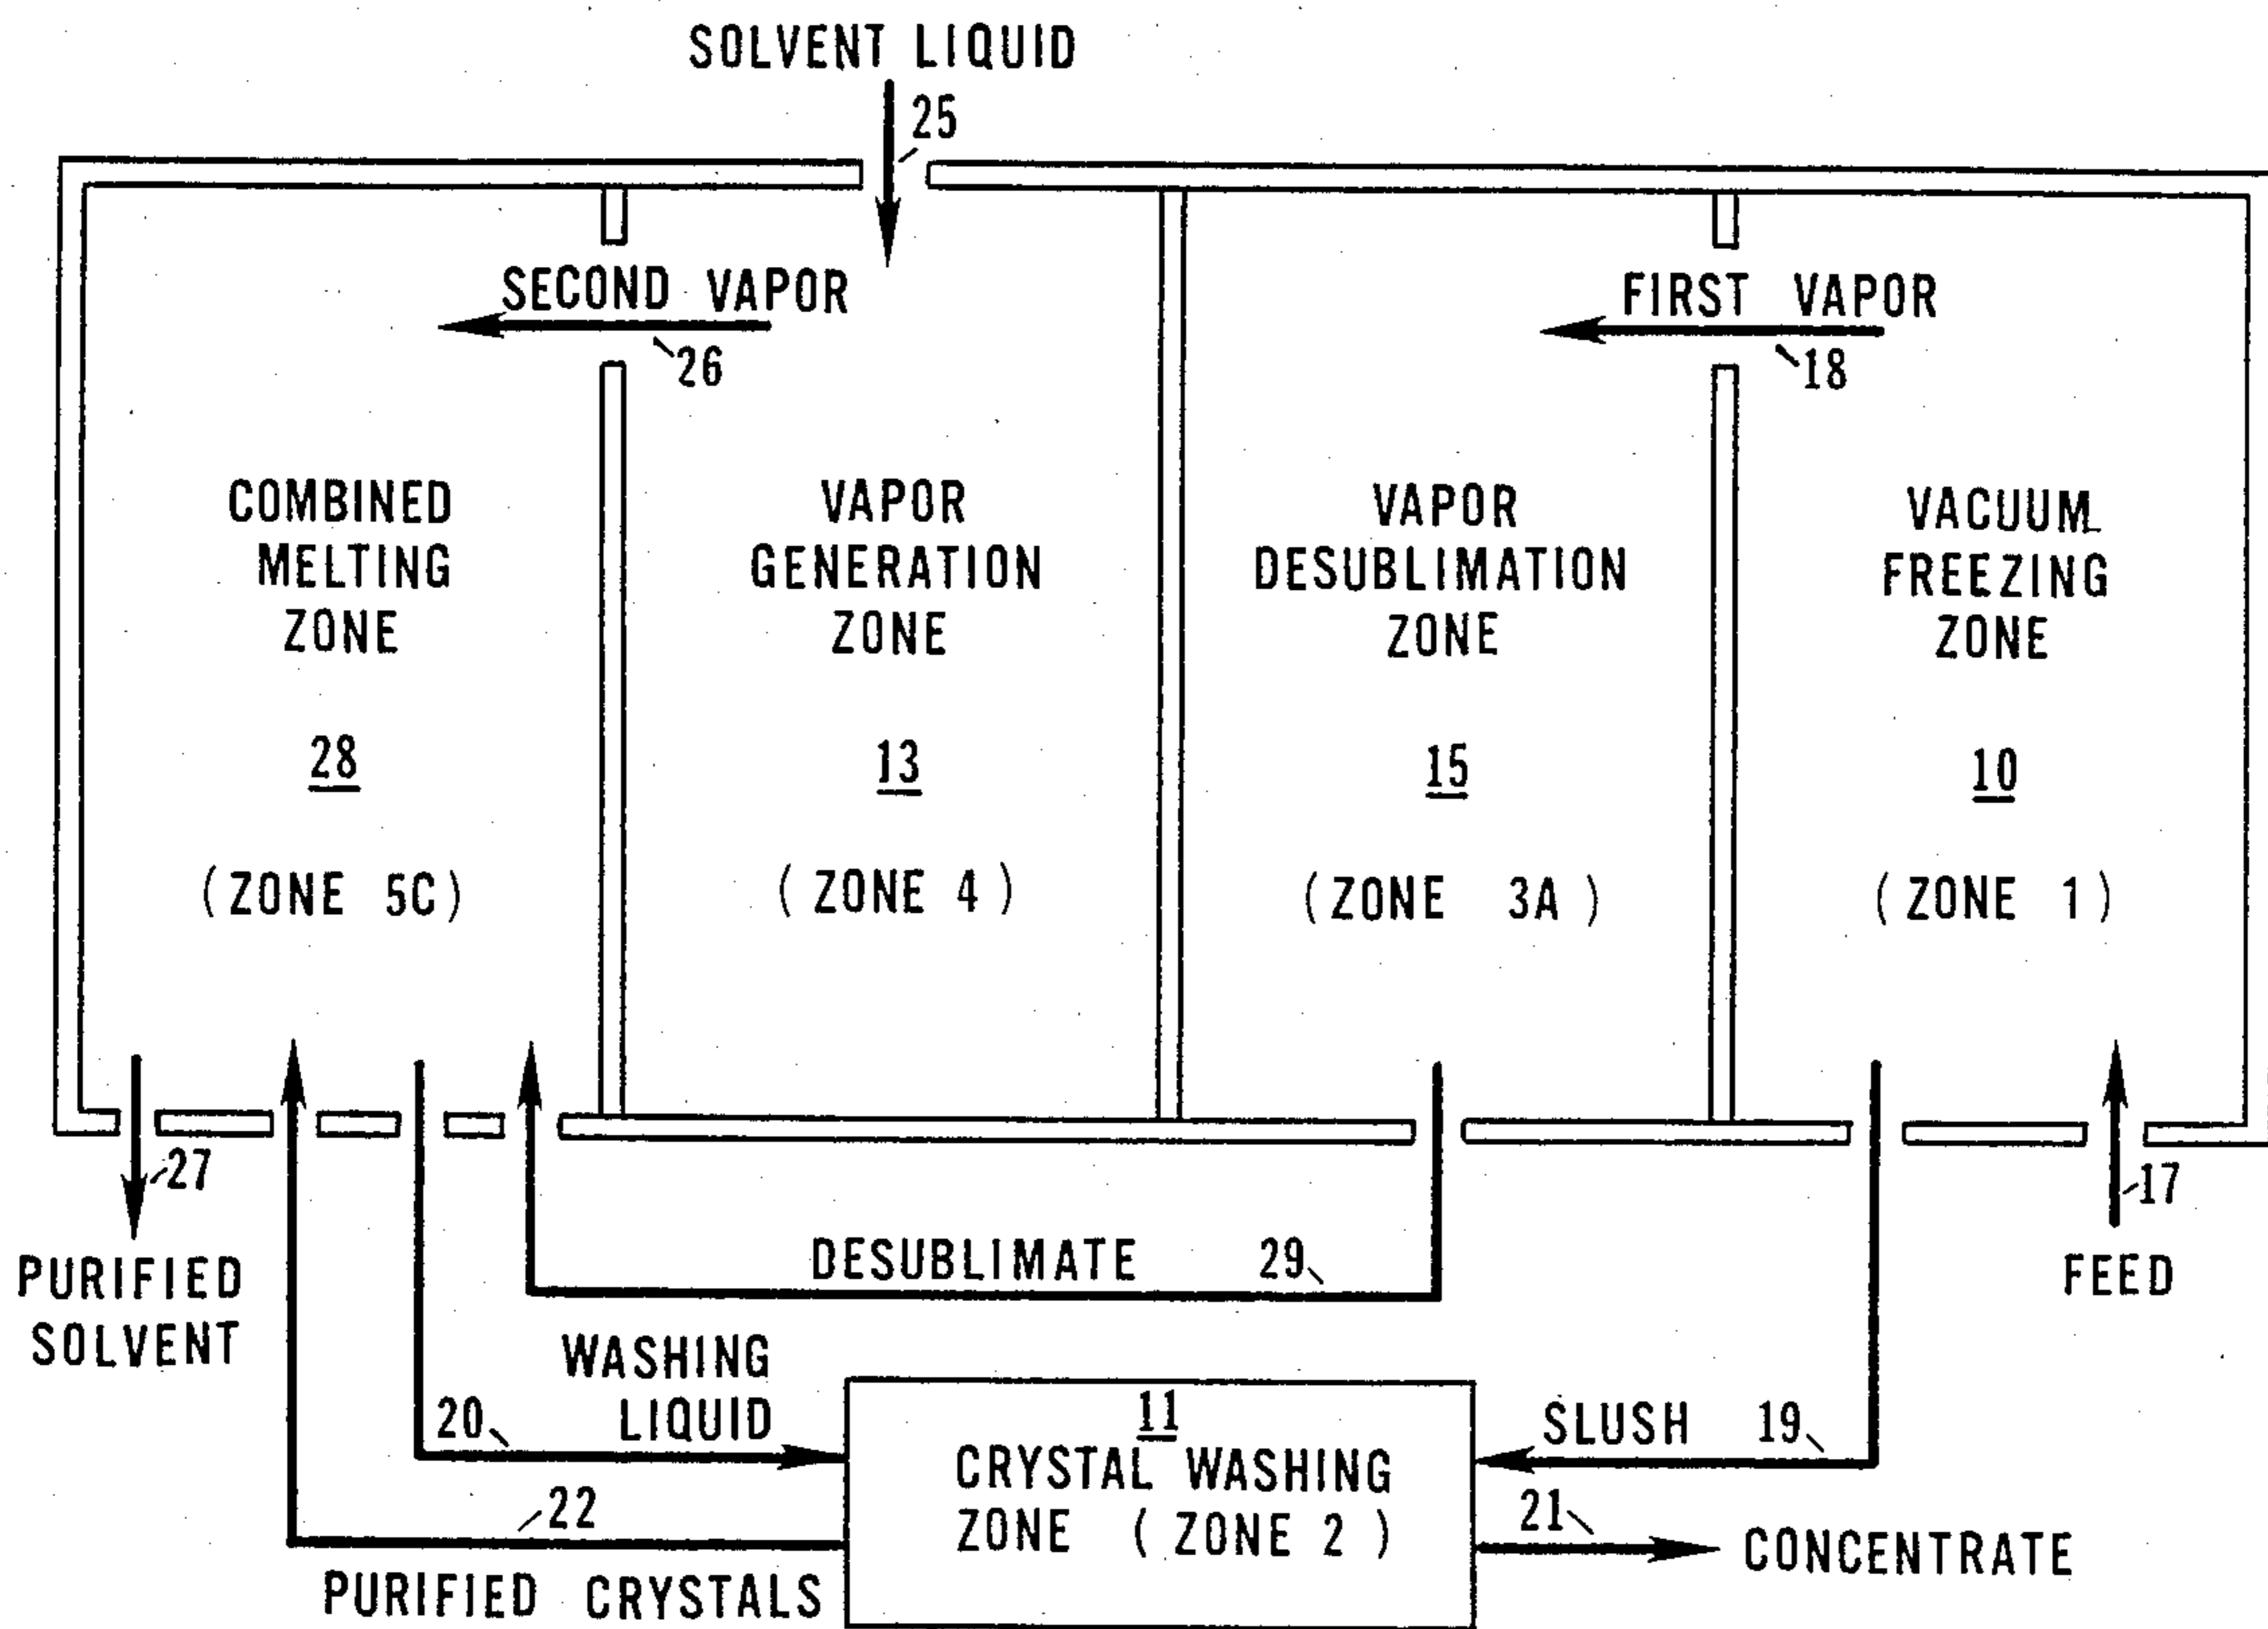 SOLVENT LIQUID
25
SECOND VAPOR
26
FIRST VAPOR
18
COMBINED
MELTING
ZONE
28
(ZONE 5C)
VAPOR
GENERATION
ZONE
13
(ZONE 4)
VAPOR
DESUBLIMATION
ZONE
15
(ZONE 3A)
VACUUM
FREEZING
ZONE
10
(ZONE 1)
27
PURIFIED
SOLVENT
17
FEED
DESUBLIMATE 29
WASHING
LIQUID
20
11
CRYSTAL WASHING
ZONE (ZONE 2)
SLUSH 19
21
CONCENTRATE
22
PURIFIED CRYSTALS